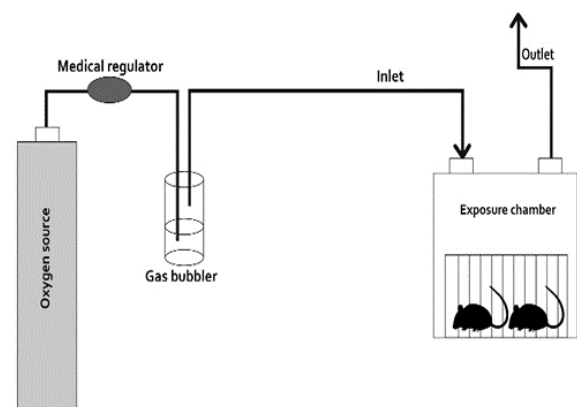 Outlet
Medical regulator
Inlet
Exposure chamber
Oxygen source
Gas bubbler